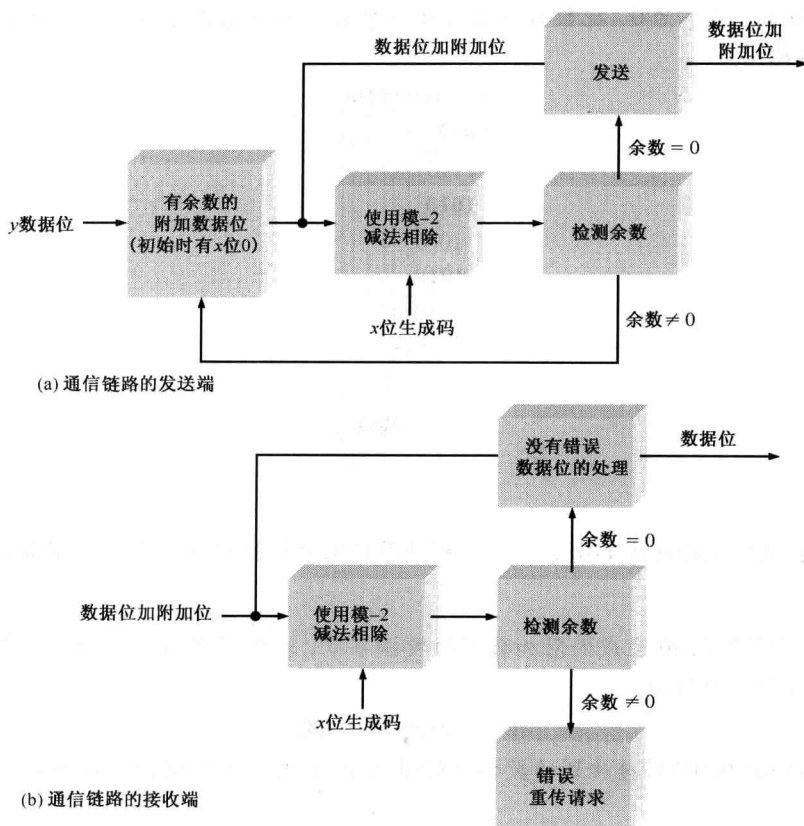 数据位加附加位
数据位加
附加位
发送
余数 = 0
y数据位
有余数的
附加数据位
(初始时有x位0)
使用模-2
减法相除
检测余数
x位生成码
余数 ≠ 0
(a) 通信链路的发送端
没有错误
数据位的处理
数据位
余数 = 0
数据位加附加位
使用模-2
减法相除
检测余数
x位生成码
余数 ≠ 0
错误
重传请求
(b) 通信链路的接收端